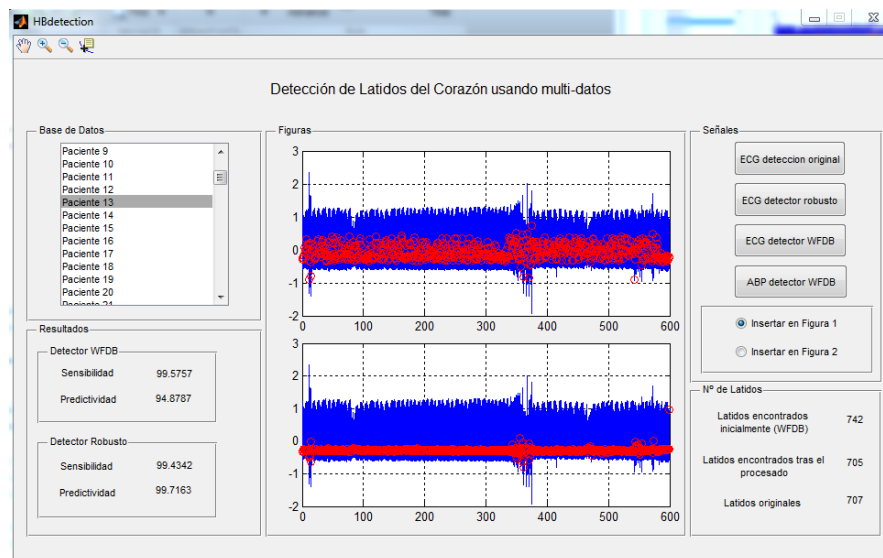 HBdetection
Detección de Latidos del Corazón usando multi-datos
Base de Datos
Paciente 9
Paciente 10
Paciente 11
Paciente 12
Paciente 13
Paciente 14
Paciente 15
Paciente 16
Paciente 17
Paciente 18
Paciente 19
Paciente 20
Paciente 21
Resultados
Detector WFDB
Sensibilidad 99.5757
Predictividad 94.8787
Detector Robusto
Sensibilidad 99.4342
Predictividad 99.7163
Figuras
3
2
1
0
-1
-2
0 100 200 300 400 500 600
3
2
1
0
-1
-2
0 100 200 300 400 500 600
Señales
ECG deteccion original
ECG detector robusto
ECG detector WFDB
ABP detector WFDB
Insertar en Figura 1
Insertar en Figura 2
Nº de Latidos
Latidos encontrados
inicialmente (WFDB) 742
Latidos encontrados tras el
procesado 705
Latidos originales 707